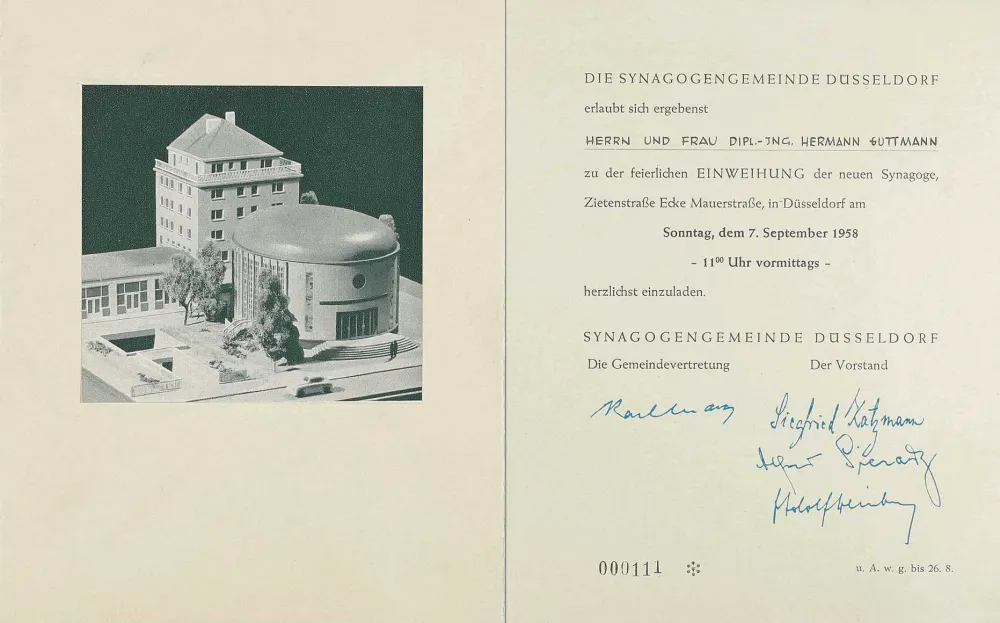 DIE SYNAGOGENGEMEINDE DÜSSELDORF
erlaubt sich ergebenst
HERRN UND FRAU DIPL.-ING. HERMANN GUTTMANN
zu der feierlichen EINWEIHUNG der neuen Synagoge,
Zietenstraße Ecke Mauerstraße, in Düsseldorf am
Sonntag, dem 7. September 1958
– 11⁰⁰ Uhr vormittags –
herzlichst einzuladen.
SYNAGOGENGEMEINDE DÜSSELDORF
Die Gemeindevertretung Der Vorstand
Siegfried Katzmann
000111
u. A. w. g. bis 26. 8.